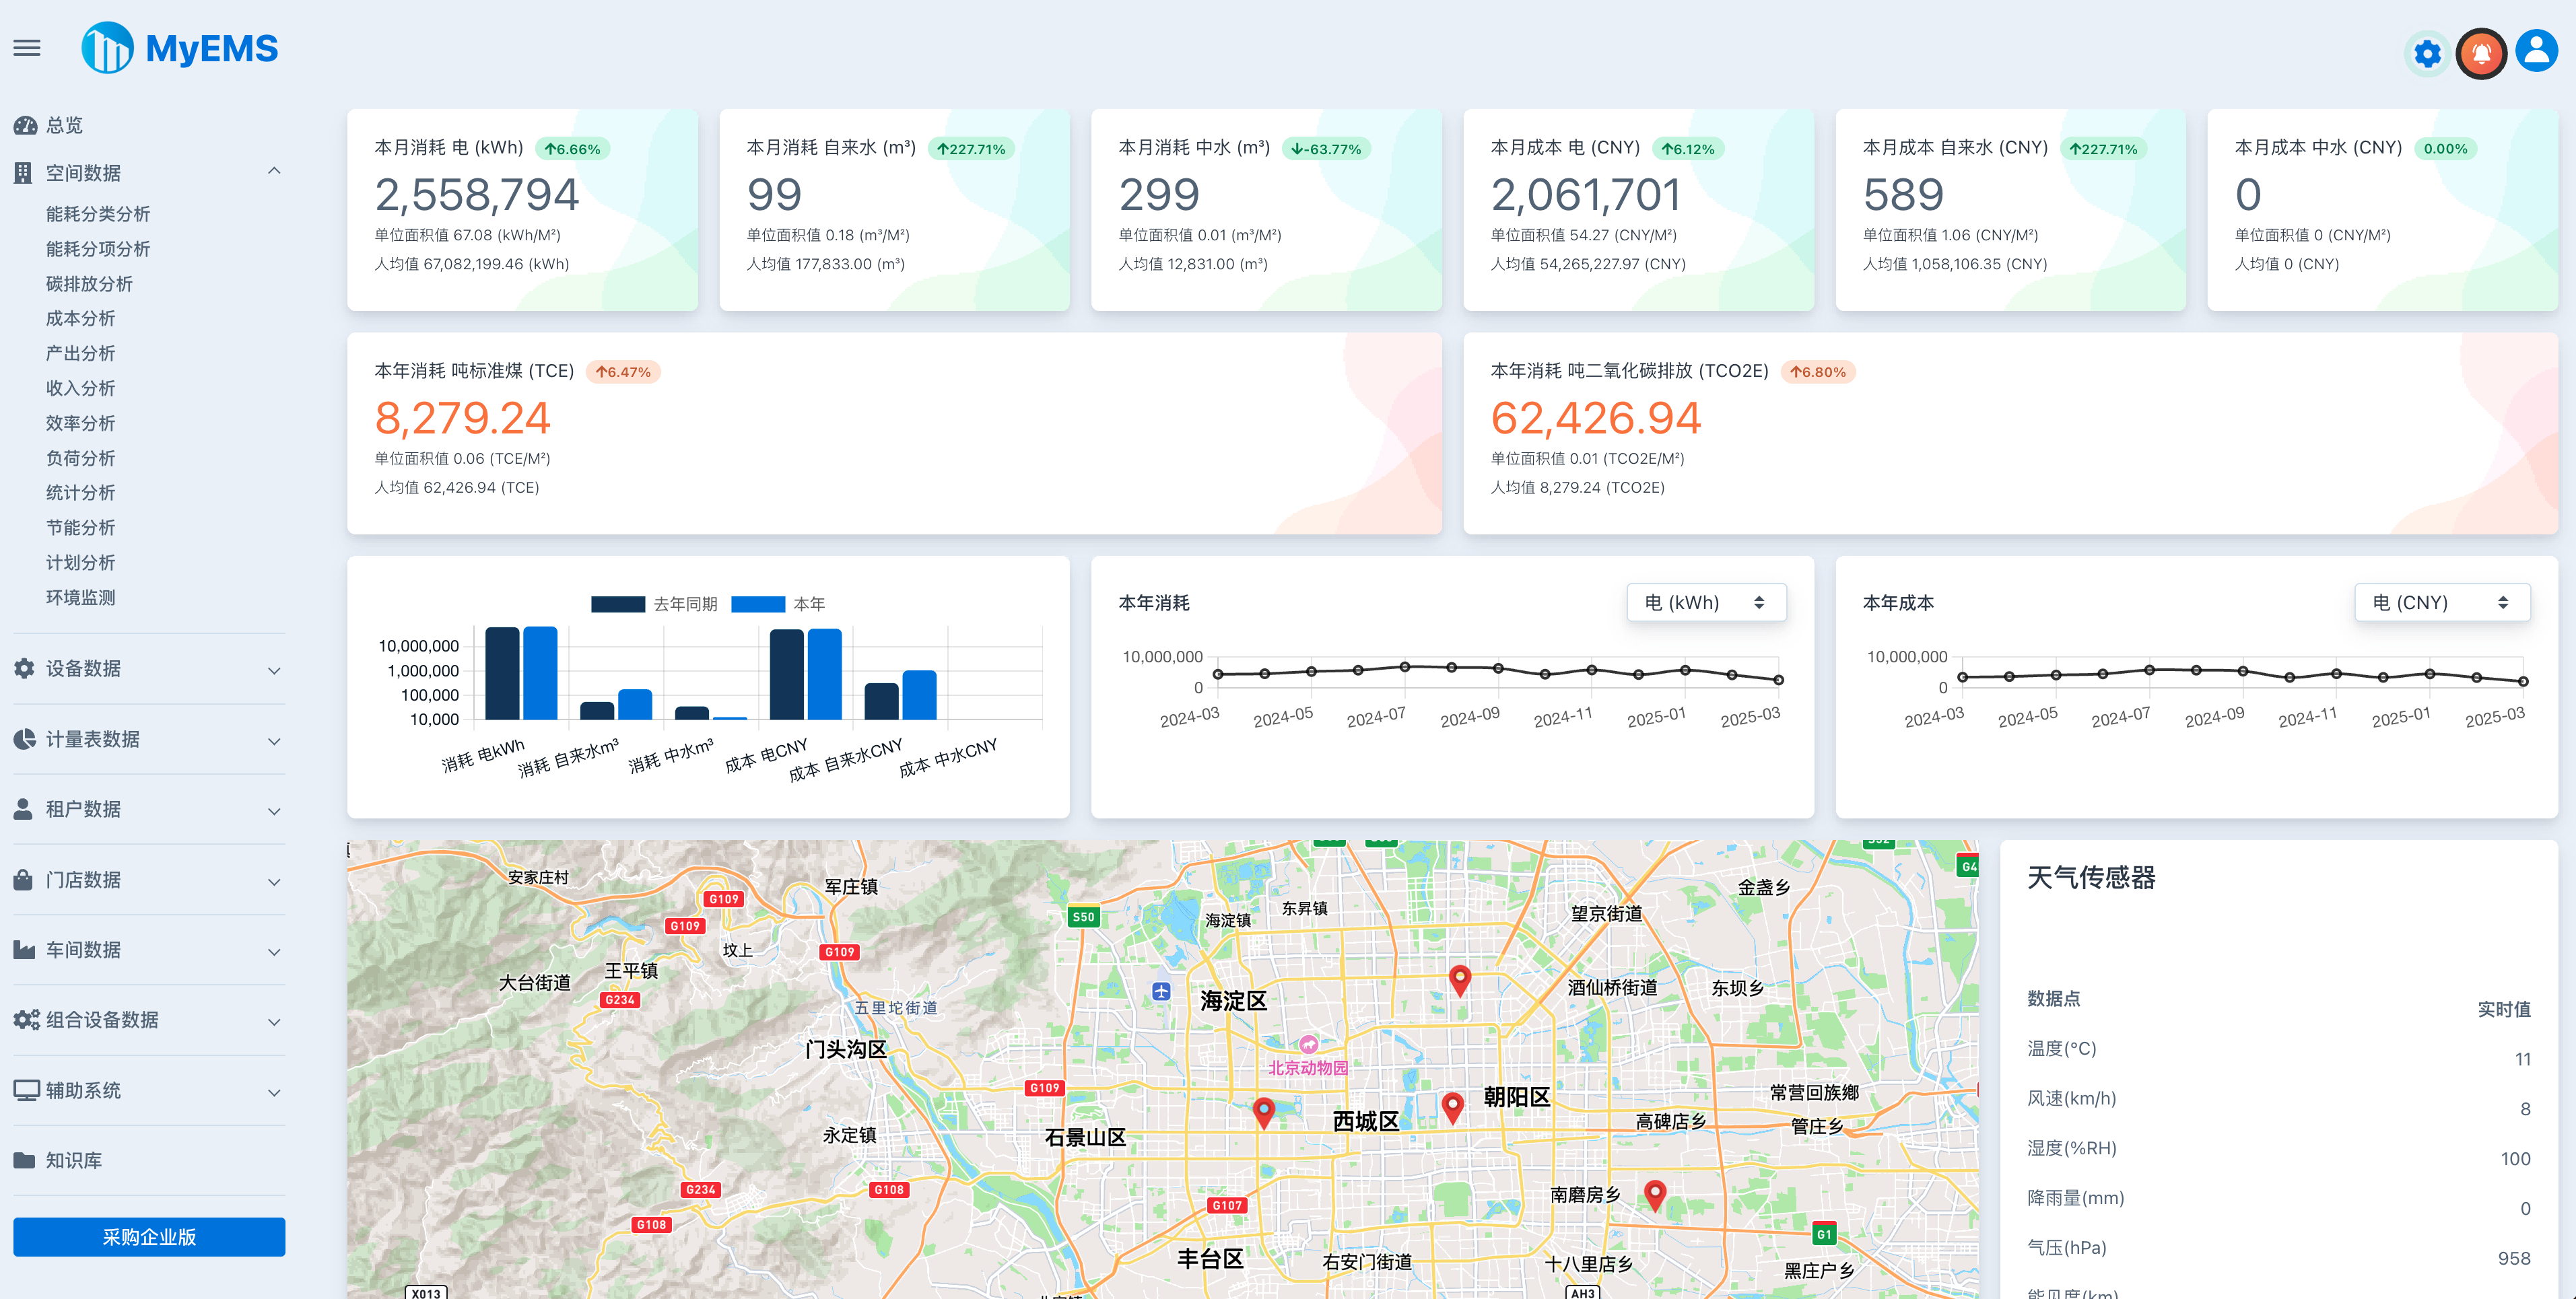 MyEMS
总览
空间数据
能耗分类分析
能耗分项分析
碳排放分析
成本分析
产出分析
收入分析
效率分析
负荷分析
统计分析
节能分析
计划分析
环境监测
设备数据
计量表数据
租户数据
门店数据
车间数据
组合设备数据
辅助系统
知识库
采购企业版
本月消耗 电 (kWh) ↑6.66%
2,558,794
单位面积值 67.08 (kWh/M²)
人均值 67,082,199.46 (kWh)
本月消耗 自来水 (m³) ↑227.71%
99
单位面积值 0.18 (m³/M²)
人均值 177,833.00 (m³)
本月消耗 中水 (m³) ↓-63.77%
299
单位面积值 0.01 (m³/M²)
人均值 12,831.00 (m³)
本月成本 电 (CNY) ↑6.12%
2,061,701
单位面积值 54.27 (CNY/M²)
人均值 54,265,227.97 (CNY)
本月成本 自来水 (CNY) ↑227.71%
589
单位面积值 1.06 (CNY/M²)
人均值 1,058,106.35 (CNY)
本月成本 中水 (CNY) 0.00%
0
单位面积值 0 (CNY/M²)
人均值 0 (CNY)
本年消耗 吨标准煤 (TCE) ↑6.47%
8,279.24
单位面积值 0.06 (TCE/M²)
人均值 62,426.94 (TCE)
本年消耗 吨二氧化碳排放 (TCO2E) ↑6.80%
62,426.94
单位面积值 0.01 (TCO2E/M²)
人均值 8,279.24 (TCO2E)
去年同期 本年
10,000,000
1,000,000
100,000
10,000
消耗 电kWh
消耗 自来水m³
消耗 中水m³
成本 电CNY
成本 自来水CNY
成本 中水CNY
本年消耗
电 (kWh)
10,000,000
0
2024-03 2024-05 2024-07 2024-09 2024-11 2025-01 2025-03
本年成本
电 (CNY)
10,000,000
0
2024-03 2024-05 2024-07 2024-09 2024-11 2025-01 2025-03
安家庄村
军庄镇
G109
G109
坟上
G109
王平镇
大台街道
G234
五里坨街道
门头沟区
S50
海淀镇
东昇镇
望京街道
金盏乡
G4
海淀区
酒仙桥街道
东坝乡
北京动物园
G109
朝阳区
常营回族鄉
西城区
高碑店乡
管庄乡
石景山区
永定镇
G234
G108
G108
G107
南磨房乡
G1
丰台区
右安门街道
十八里店乡
黑庄户乡
X013
AH3
天气传感器
数据点
实时值
温度(°C)
11
风速(km/h)
8
湿度(%RH)
100
降雨量(mm)
0
气压(hPa)
958
能见度(km)